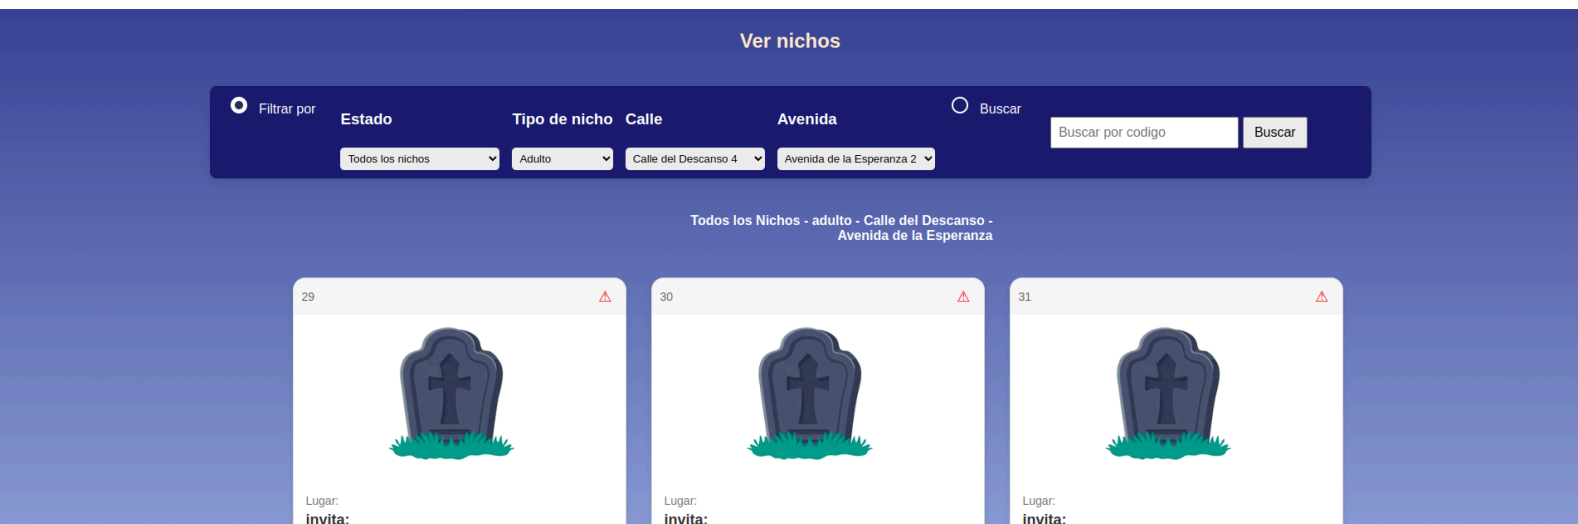 Ver nichos
Filtrar por
Estado
Tipo de nicho
Calle
Avenida
Todos los nichos
Adulto
Calle del Descanso 4
Avenida de la Esperanza 2
Buscar
Buscar por codigo
Buscar
Todos los Nichos - adulto - Calle del Descanso -
Avenida de la Esperanza
29
30
31
Lugar:
invita:
Lugar:
invita:
Lugar:
invita: